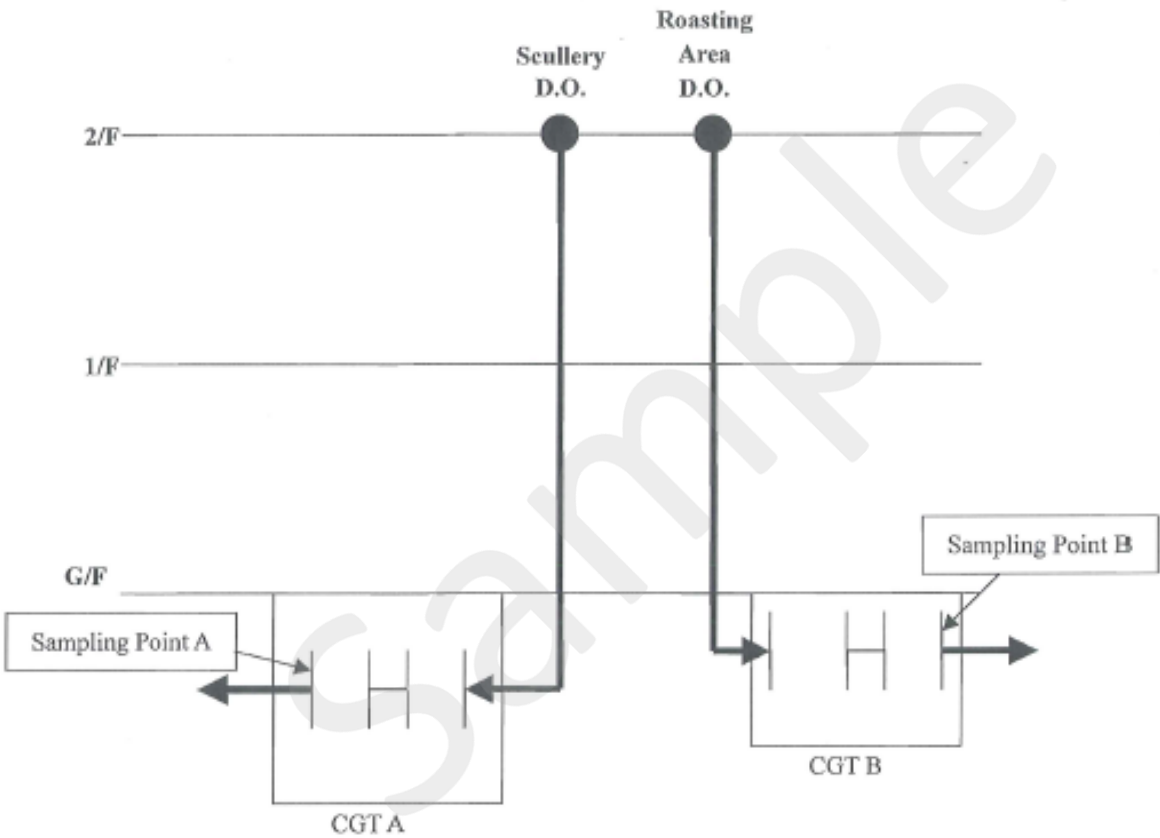 Roasting
Area
D.O.
Scullery
D.O.
2/F
1/F
G/F
Sampling Point B
Sampling Point A
CGT B
CGT A
Sample